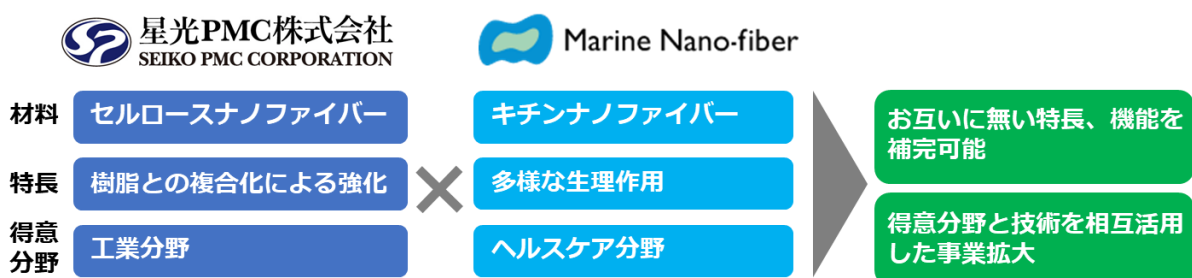 星光PMC株式会社
SEIKO PMC CORPORATION
Marine Nano-fiber
材料
セルロースナノファイバー
キチンナノファイバー
特長
樹脂との複合化による強化
多様な生理作用
得意
分野
工業分野
ヘルスケア分野
お互いに無い特長、機能を
補完可能
得意分野と技術を相互活用
した事業拡大